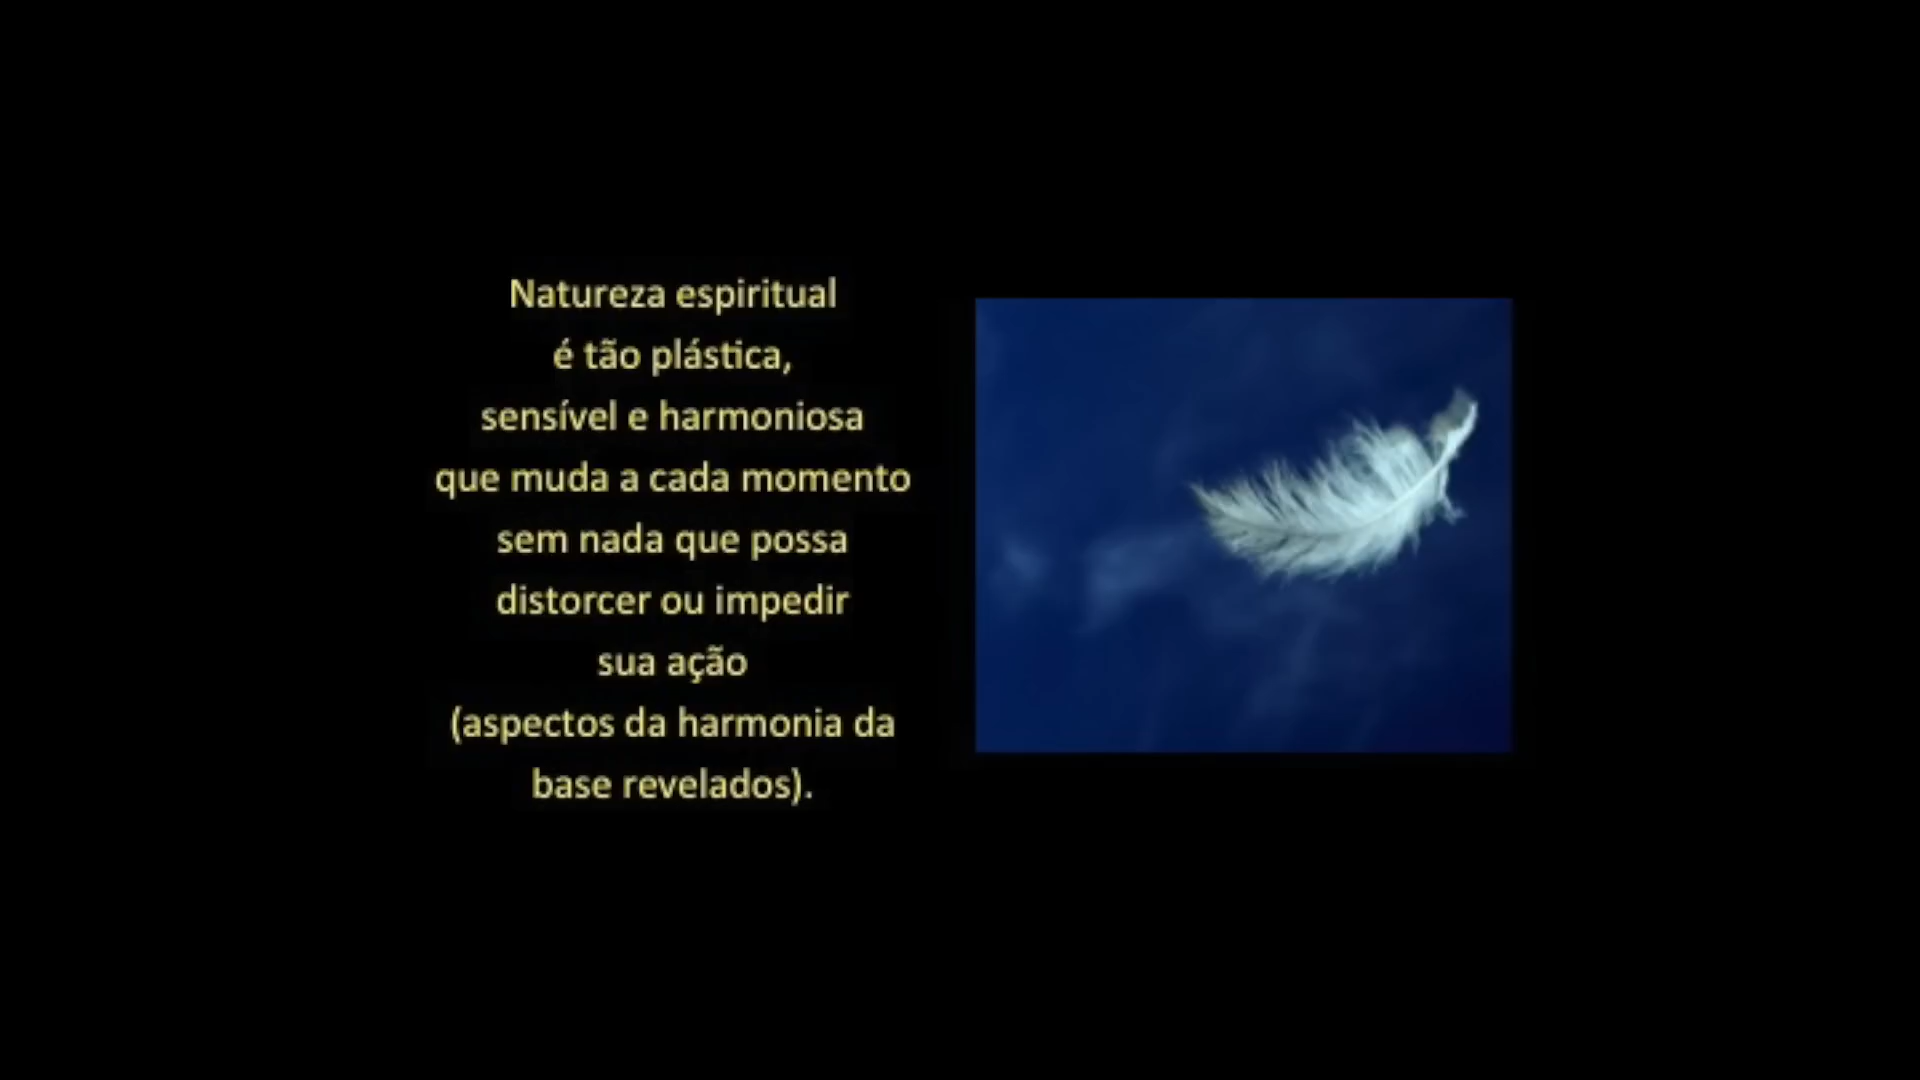 Natureza espiritual
é tão plástica,
sensível e harmoniosa
que muda a cada momento
sem nada que possa
distorcer ou impedir
sua ação
(aspectos da harmonia da
base revelados).